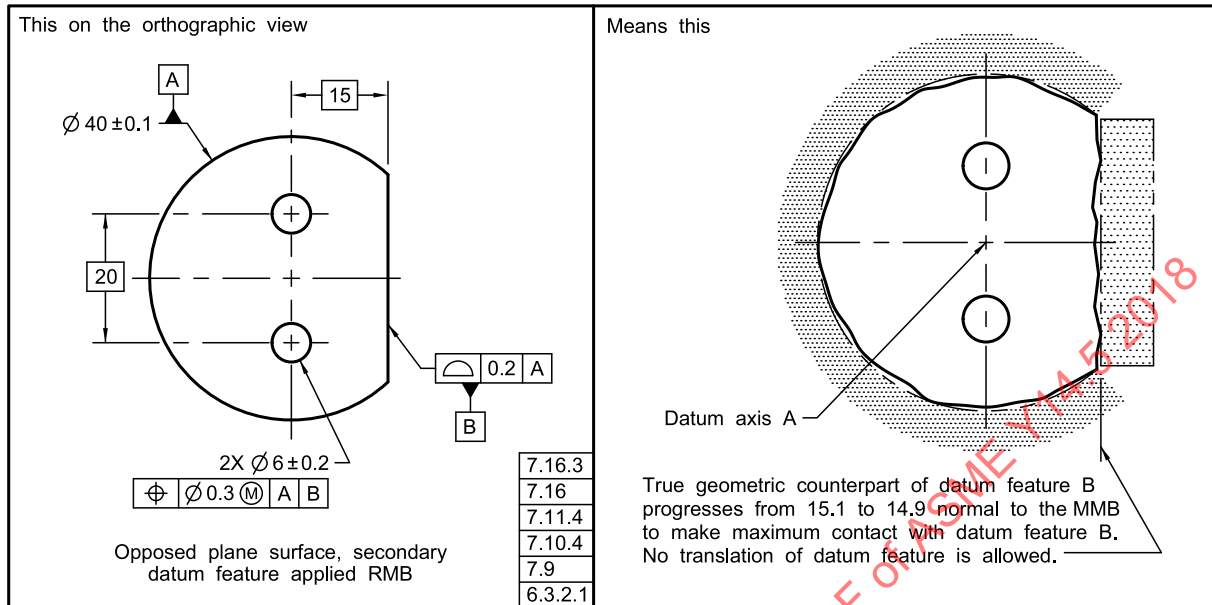 This on the orthographic view
A
15
⌀ 40 ±0.1
20
⌓ 0.2 A
B
2X ⌀ 6 ±0.2
⌖ ⌀ 0.3 Ⓜ A B
Opposed plane surface, secondary
datum feature applied RMB
7.16.3
7.16
7.11.4
7.10.4
7.9
6.3.2.1
Means this
Datum axis A
True geometric counterpart of datum feature B
progresses from 15.1 to 14.9 normal to the MMB
to make maximum contact with datum feature B.
No translation of datum feature is allowed.
F of ASME Y14.5 2018